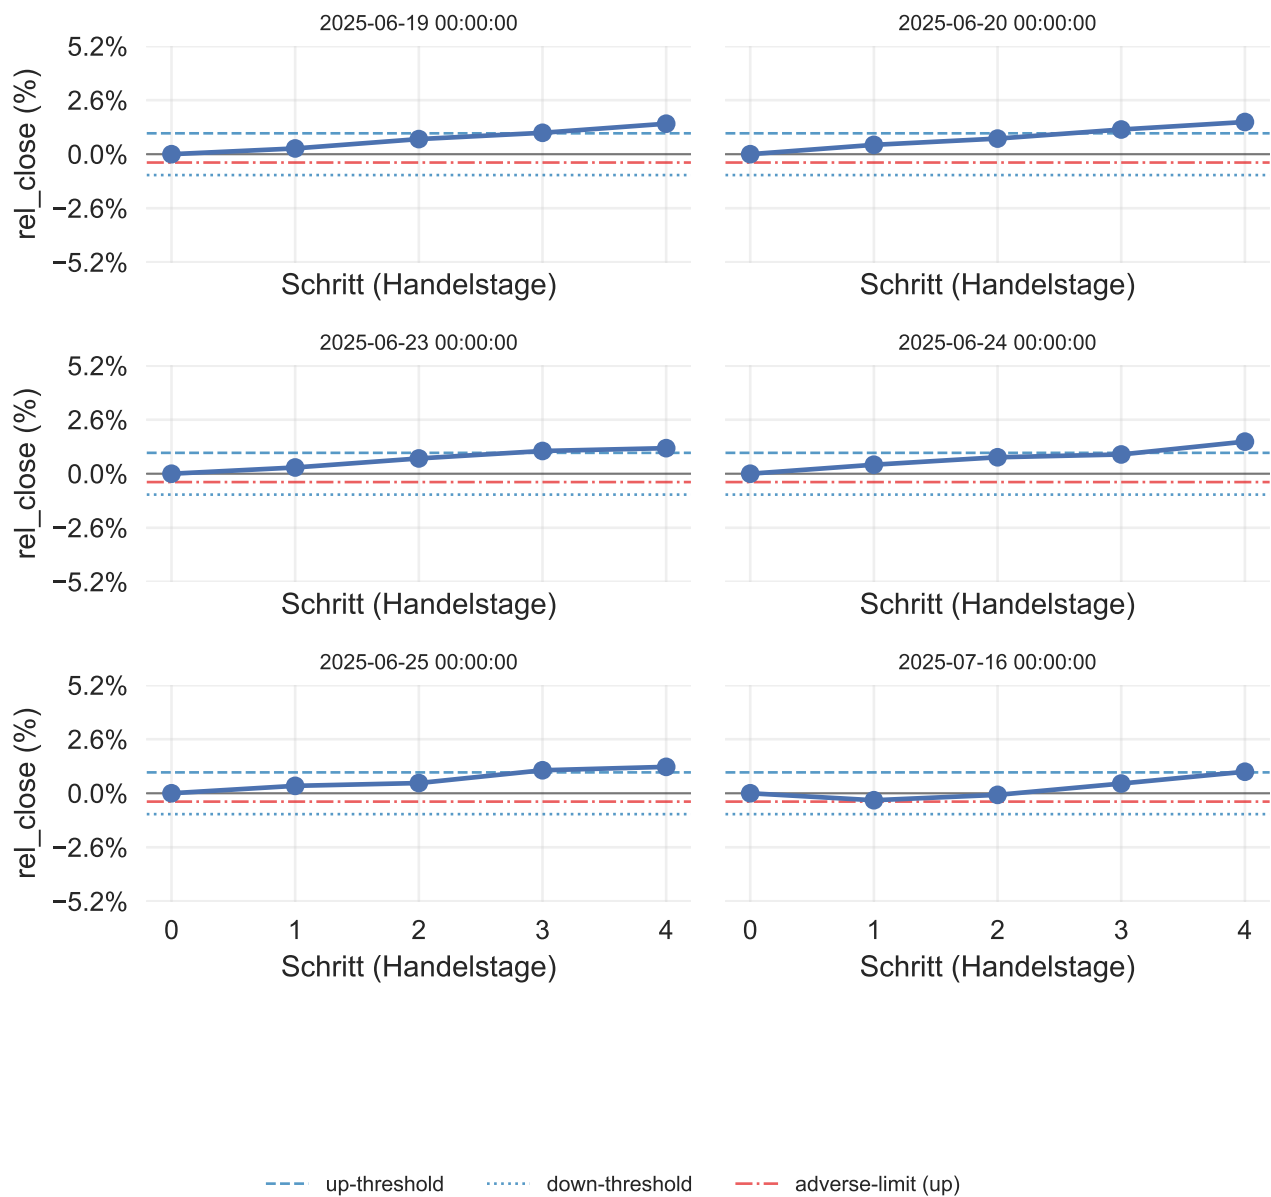 2025-06-19 00:00:00
2025-06-20 00:00:00
5.2%
2.6%
0.0%
−2.6%
−5.2%
rel_close (%)
Schritt (Handelstage)
Schritt (Handelstage)
2025-06-23 00:00:00
2025-06-24 00:00:00
5.2%
2.6%
0.0%
−2.6%
−5.2%
rel_close (%)
Schritt (Handelstage)
Schritt (Handelstage)
2025-06-25 00:00:00
2025-07-16 00:00:00
5.2%
2.6%
0.0%
−2.6%
−5.2%
rel_close (%)
0 1 2 3 4
0 1 2 3 4
Schritt (Handelstage)
Schritt (Handelstage)
up-threshold
down-threshold
adverse-limit (up)